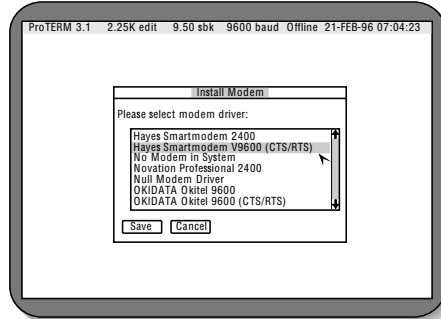 ProTERM 3.1 2.25K edit 9.50 sbk 9600 baud Offline 21-FEB-96 07:04:23
Install Modem
Please select modem driver:
Hayes Smartmodem 2400
Hayes Smartmodem V9600 (CTS/RTS)
No Modem in System
Novation Professional 2400
Null Modem Driver
OKIDATA Okitel 9600
OKIDATA Okitel 9600 (CTS/RTS)
Save Cancel